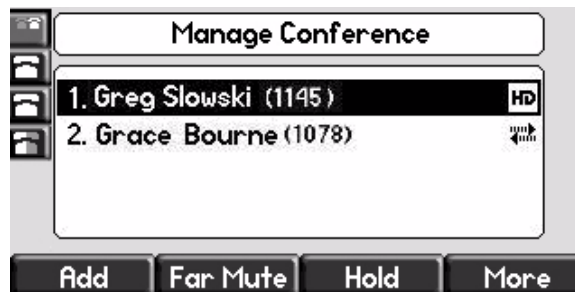 Manage Conference
1. Greg Slowski (1145)
HD
2. Grace Bourne (1078)
Add Far Mute Hold More